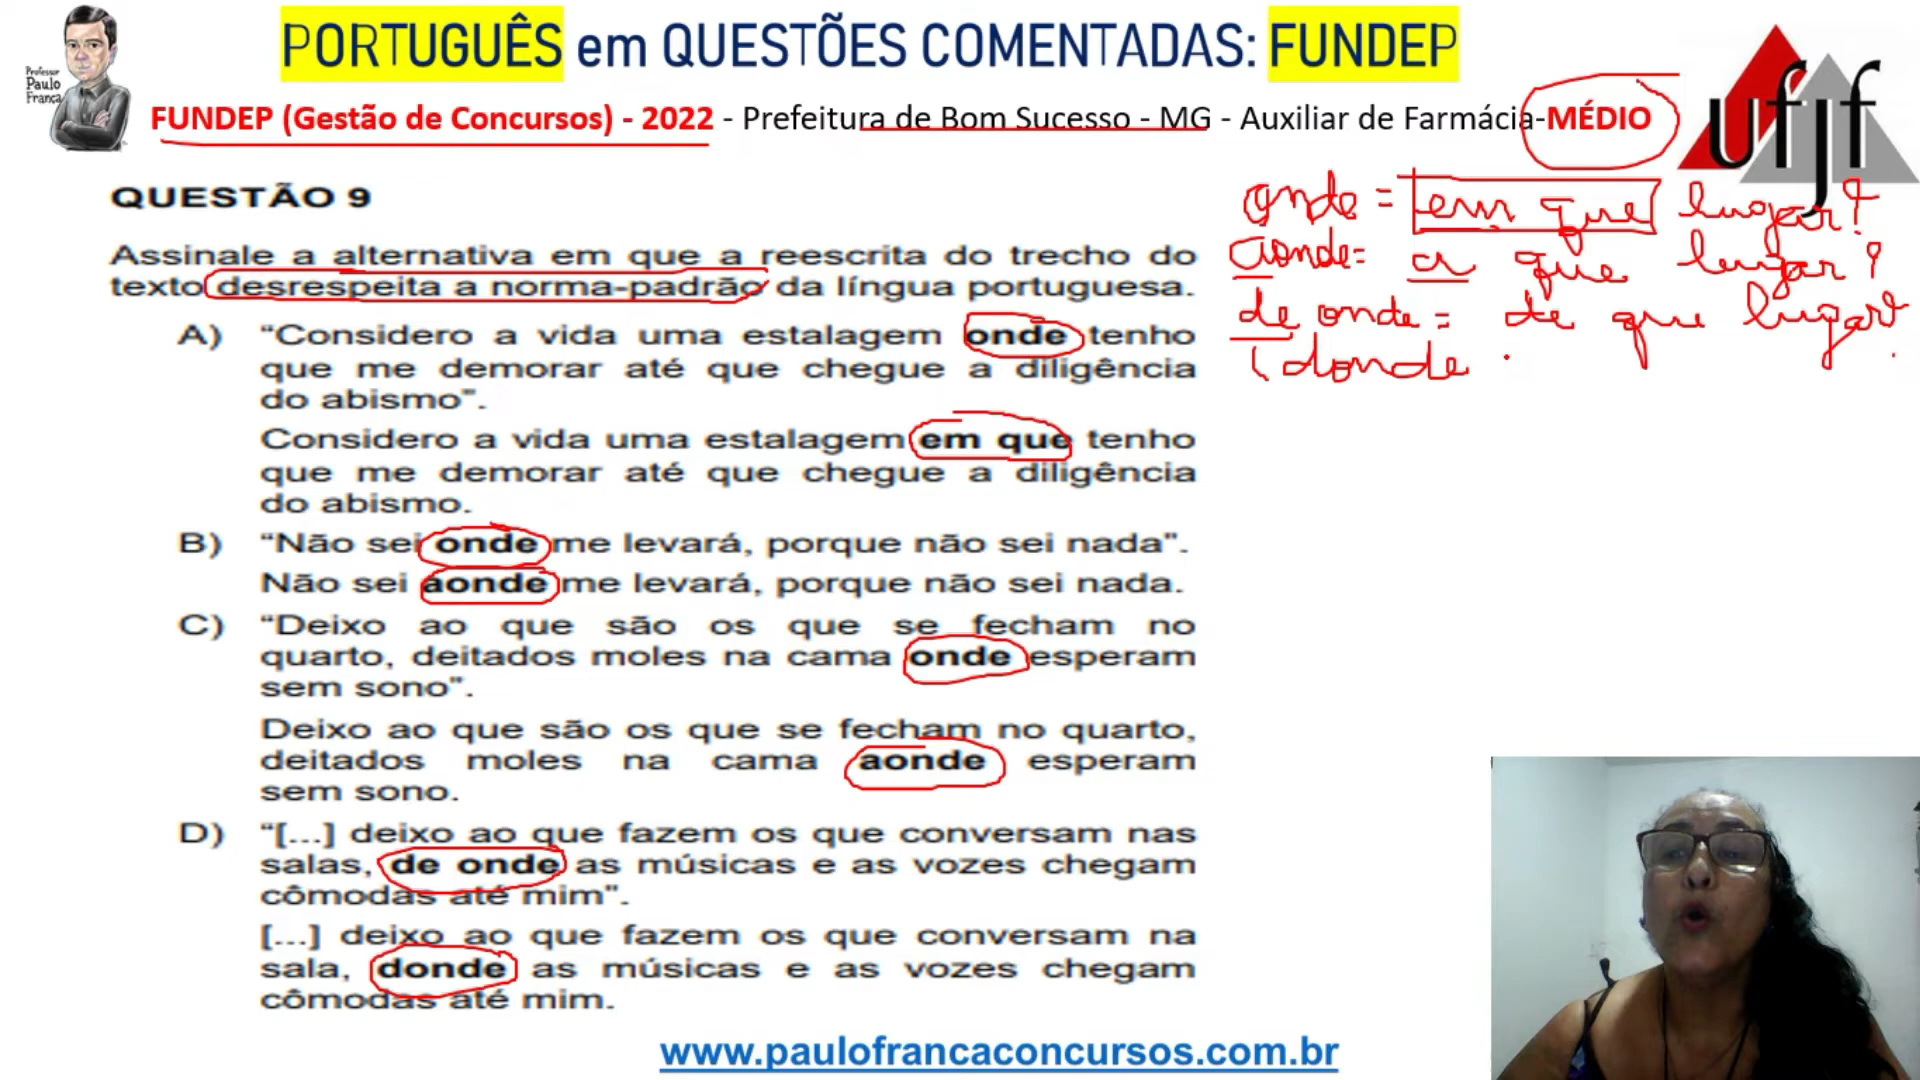 PORTUGUÊS em QUESTÕES COMENTADAS: FUNDEP
Professor
Paulo
França
FUNDEP (Gestão de Concursos) - 2022 - Prefeitura de Bom Sucesso - MG - Auxiliar de Farmácia-MÉDIO
ufjf
QUESTÃO 9
onde = em que lugar?
aonde= a que lugar?
de onde = de que lugar
donde
Assinale a alternativa em que a reescrita do trecho do
texto desrespeita a norma-padrão da língua portuguesa.
A) “Considero a vida uma estalagem onde tenho
que me demorar até que chegue a diligência
do abismo”.
Considero a vida uma estalagem em que tenho
que me demorar até que chegue a diligência
do abismo.
B) “Não sei onde me levará, porque não sei nada”.
Não sei aonde me levará, porque não sei nada.
C) “Deixo ao que são os que se fecham no
quarto, deitados moles na cama onde esperam
sem sono”.
Deixo ao que são os que se fecham no quarto,
deitados moles na cama aonde esperam
sem sono.
D) “[...] deixo ao que fazem os que conversam nas
salas, de onde as músicas e as vozes chegam
cômodas até mim”.
[...] deixo ao que fazem os que conversam na
sala, donde as músicas e as vozes chegam
cômodas até mim.
www.paulofrancaconcursos.com.br